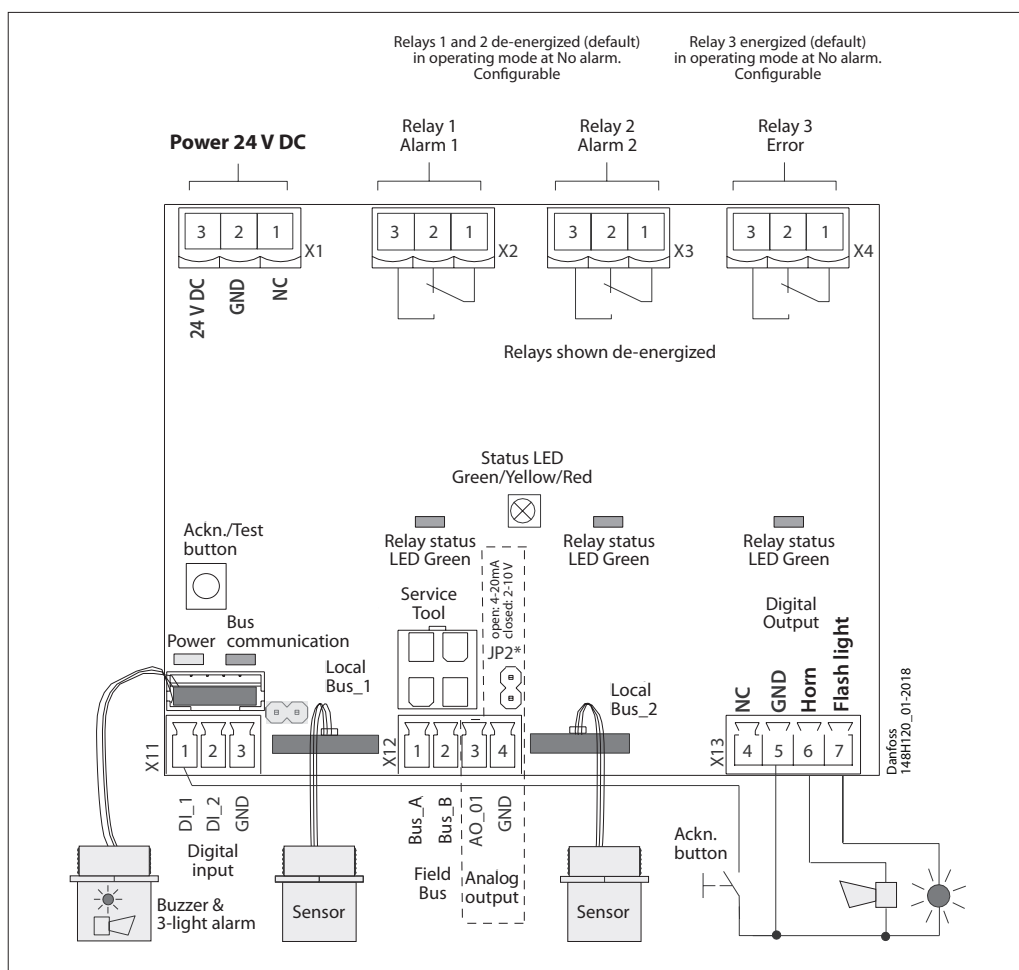 Relays 1 and 2 de-energized (default)
in operating mode at No alarm.
Configurable
Relay 3 energized (default)
in operating mode at No alarm.
Configurable
Power 24 V DC
Relay 1
Alarm 1
Relay 2
Alarm 2
Relay 3
Error
3 2 1
X1
3 2 1
X2
3 2 1
X3
3 2 1
X4
24 V DC
GND
NC
Relays shown de-energized
Status LED
Green/Yellow/Red
Ackn./Test
button
Relay status
LED Green
Relay status
LED Green
Relay status
LED Green
Power
Bus
communication
Service
Tool
open: 4-20mA
closed: 2-10 V
JP2*
Digital
Output
Local
Bus_1
Local
Bus_2
NC
GND
Horn
Flash light
X11
1 2 3
X12
1 2 3 4
X13
4 5 6 7
Danfoss
148H120_01-2018
DI_1
DI_2
GND
Digital
input
Bus_A
Bus_B
AO_01
GND
Field
Bus
Analog
output
Ackn.
button
Buzzer &
3-light alarm
Sensor
Sensor